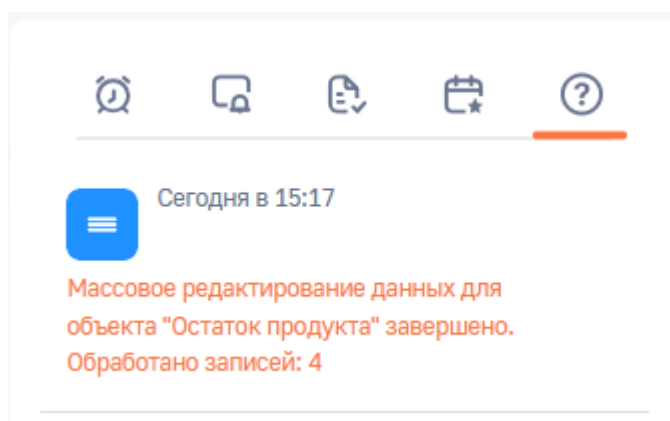 Сегодня в 15:17
Массовое редактирование данных для
объекта "Остаток продукта" завершено.
Обработано записей: 4